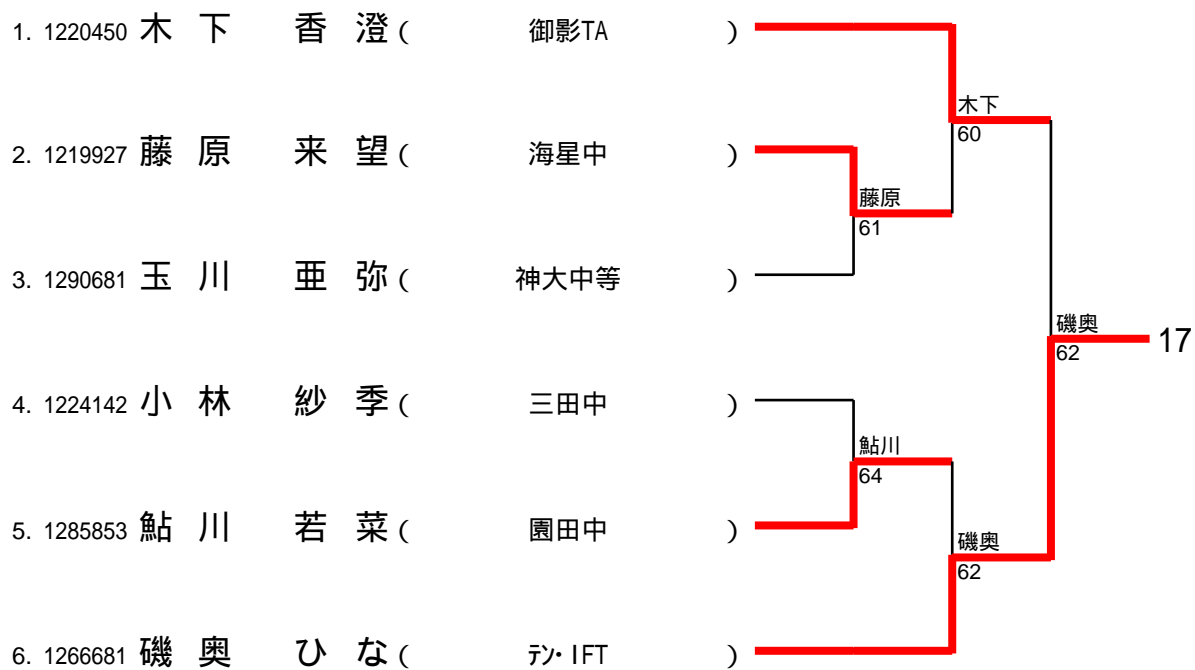 1. 1220450 木下 香澄 ( 御影TA )
木下
60
2. 1219927 藤原 来望 ( 海星中 )
藤原
61
3. 1290681 玉川 亜弥 ( 神大中等 )
磯奥
62
17
4. 1224142 小林 紗季 ( 三田中 )
鮎川
64
5. 1285853 鮎川 若菜 ( 園田中 )
磯奥
62
6. 1266681 磯奥 ひな ( テン・IFT )